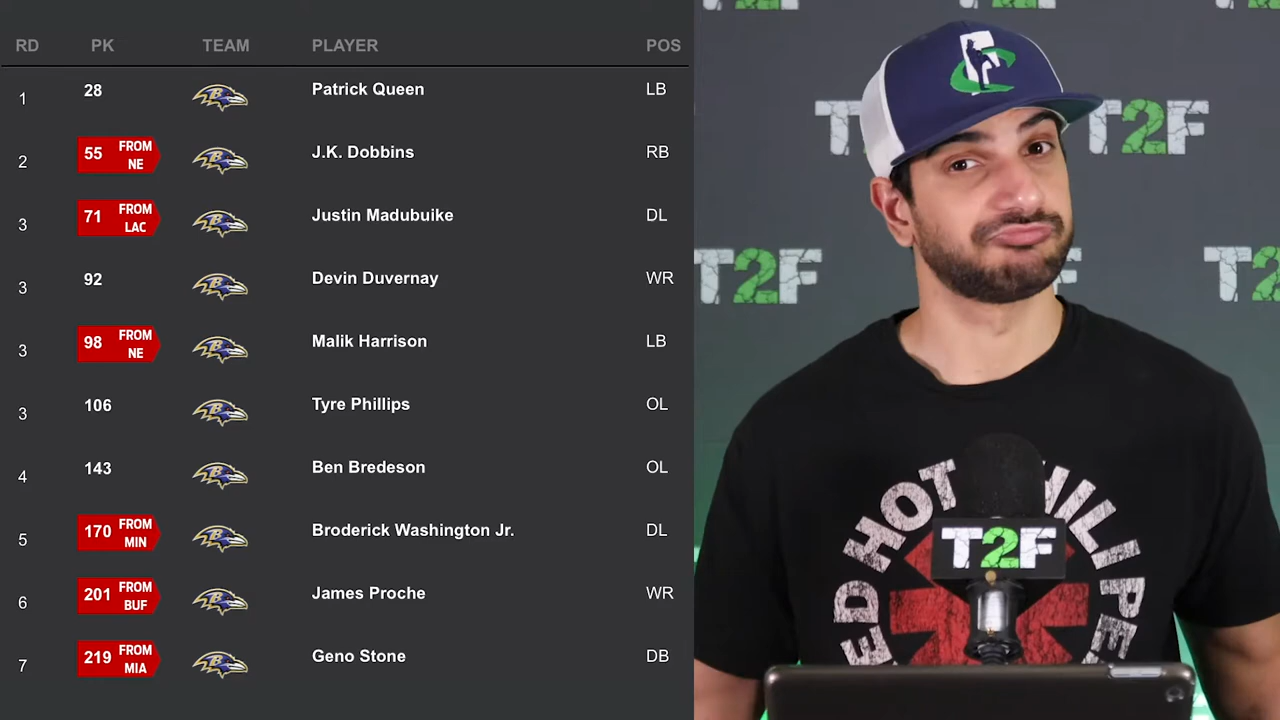 RD PK TEAM PLAYER POS
1 28 Patrick Queen LB
2 55 FROM NE J.K. Dobbins RB
3 71 FROM LAC Justin Madubuike DL
3 92 Devin Duvernay WR
3 98 FROM NE Malik Harrison LB
3 106 Tyre Phillips OL
4 143 Ben Bredeson OL
5 170 FROM MIN Broderick Washington Jr. DL
6 201 FROM BUF James Proche WR
7 219 FROM MIA Geno Stone DB
T2F
T2F
T2F
T2F
HOT
T2F